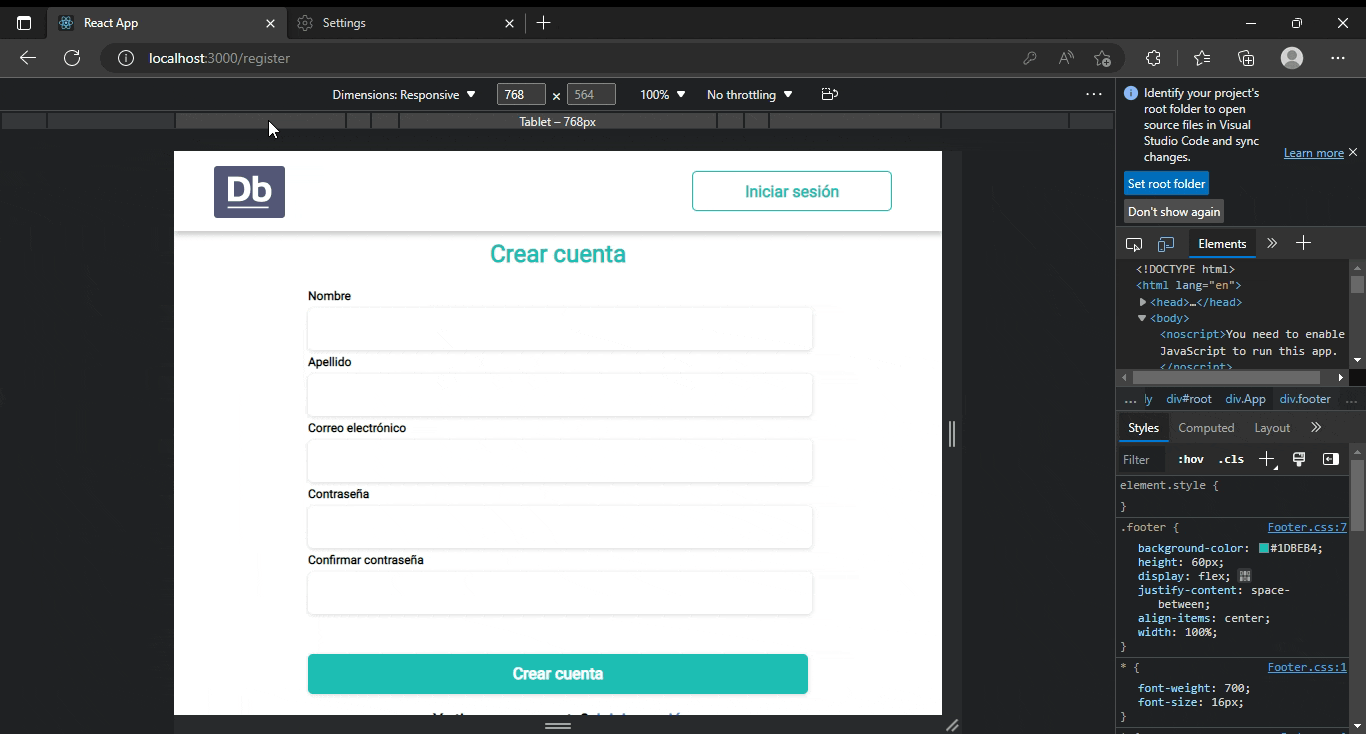 React App
Settings
localhost:3000/register
Dimensions: Responsive
768 × 564
100%
No throttling
Tablet – 768px
Db
Iniciar sesión
Crear cuenta
Nombre
Apellido
Correo electrónico
Contraseña
Confirmar contraseña
Crear cuenta
Identify your project's
root folder to open
source files in Visual
Studio Code and sync
changes.
Learn more
Set root folder
Don't show again
Elements
<!DOCTYPE html>
<html lang="en">
<head>…</head>
<body>
<noscript>You need to enable
JavaScript to run this app.
</noscript>
… ly div#root div.App div.footer …
Styles Computed Layout
Filter :hov .cls
element.style {
}
.footer { Footer.css:7
background-color: #1DBEB4;
height: 60px;
display: flex;
justify-content: space-
between;
align-items: center;
width: 100%;
}
* { Footer.css:1
font-weight: 700;
font-size: 16px;
}